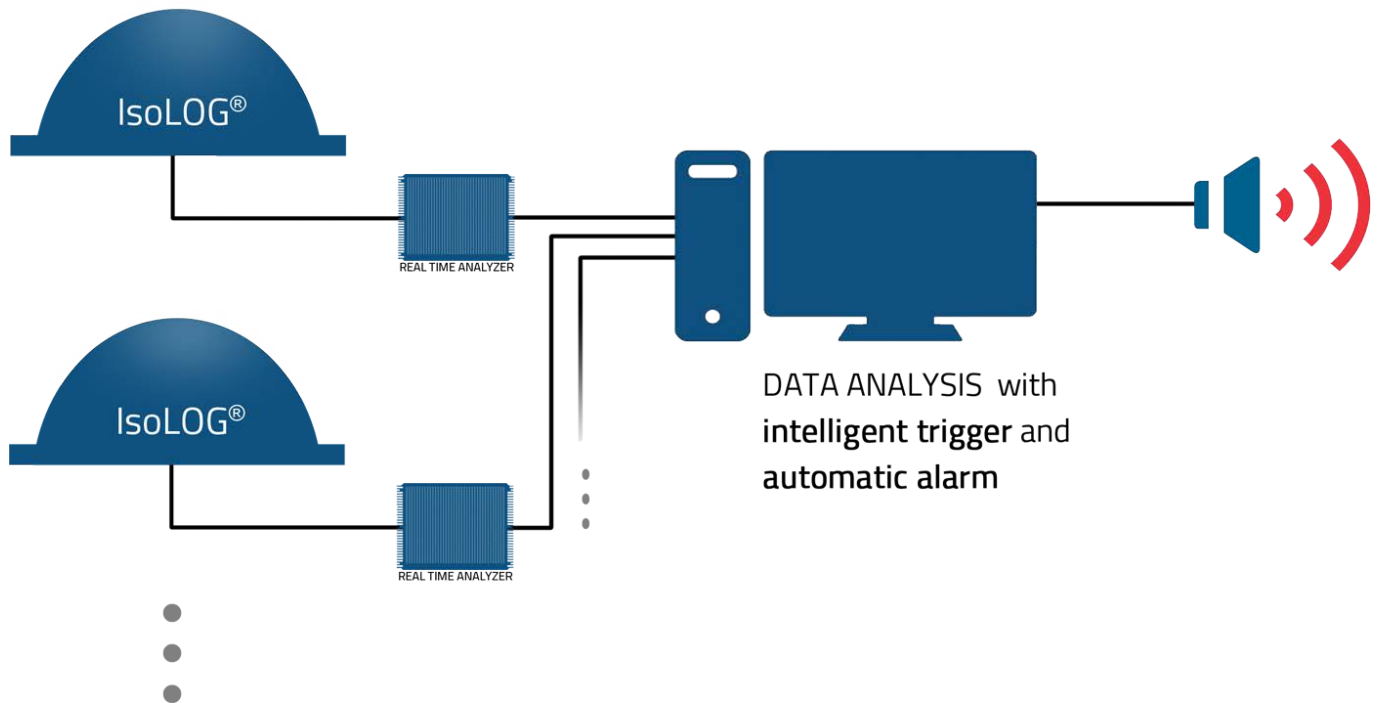 IsoLOG®
REAL TIME ANALYZER
IsoLOG®
REAL TIME ANALYZER
DATA ANALYSIS with
intelligent trigger and
automatic alarm